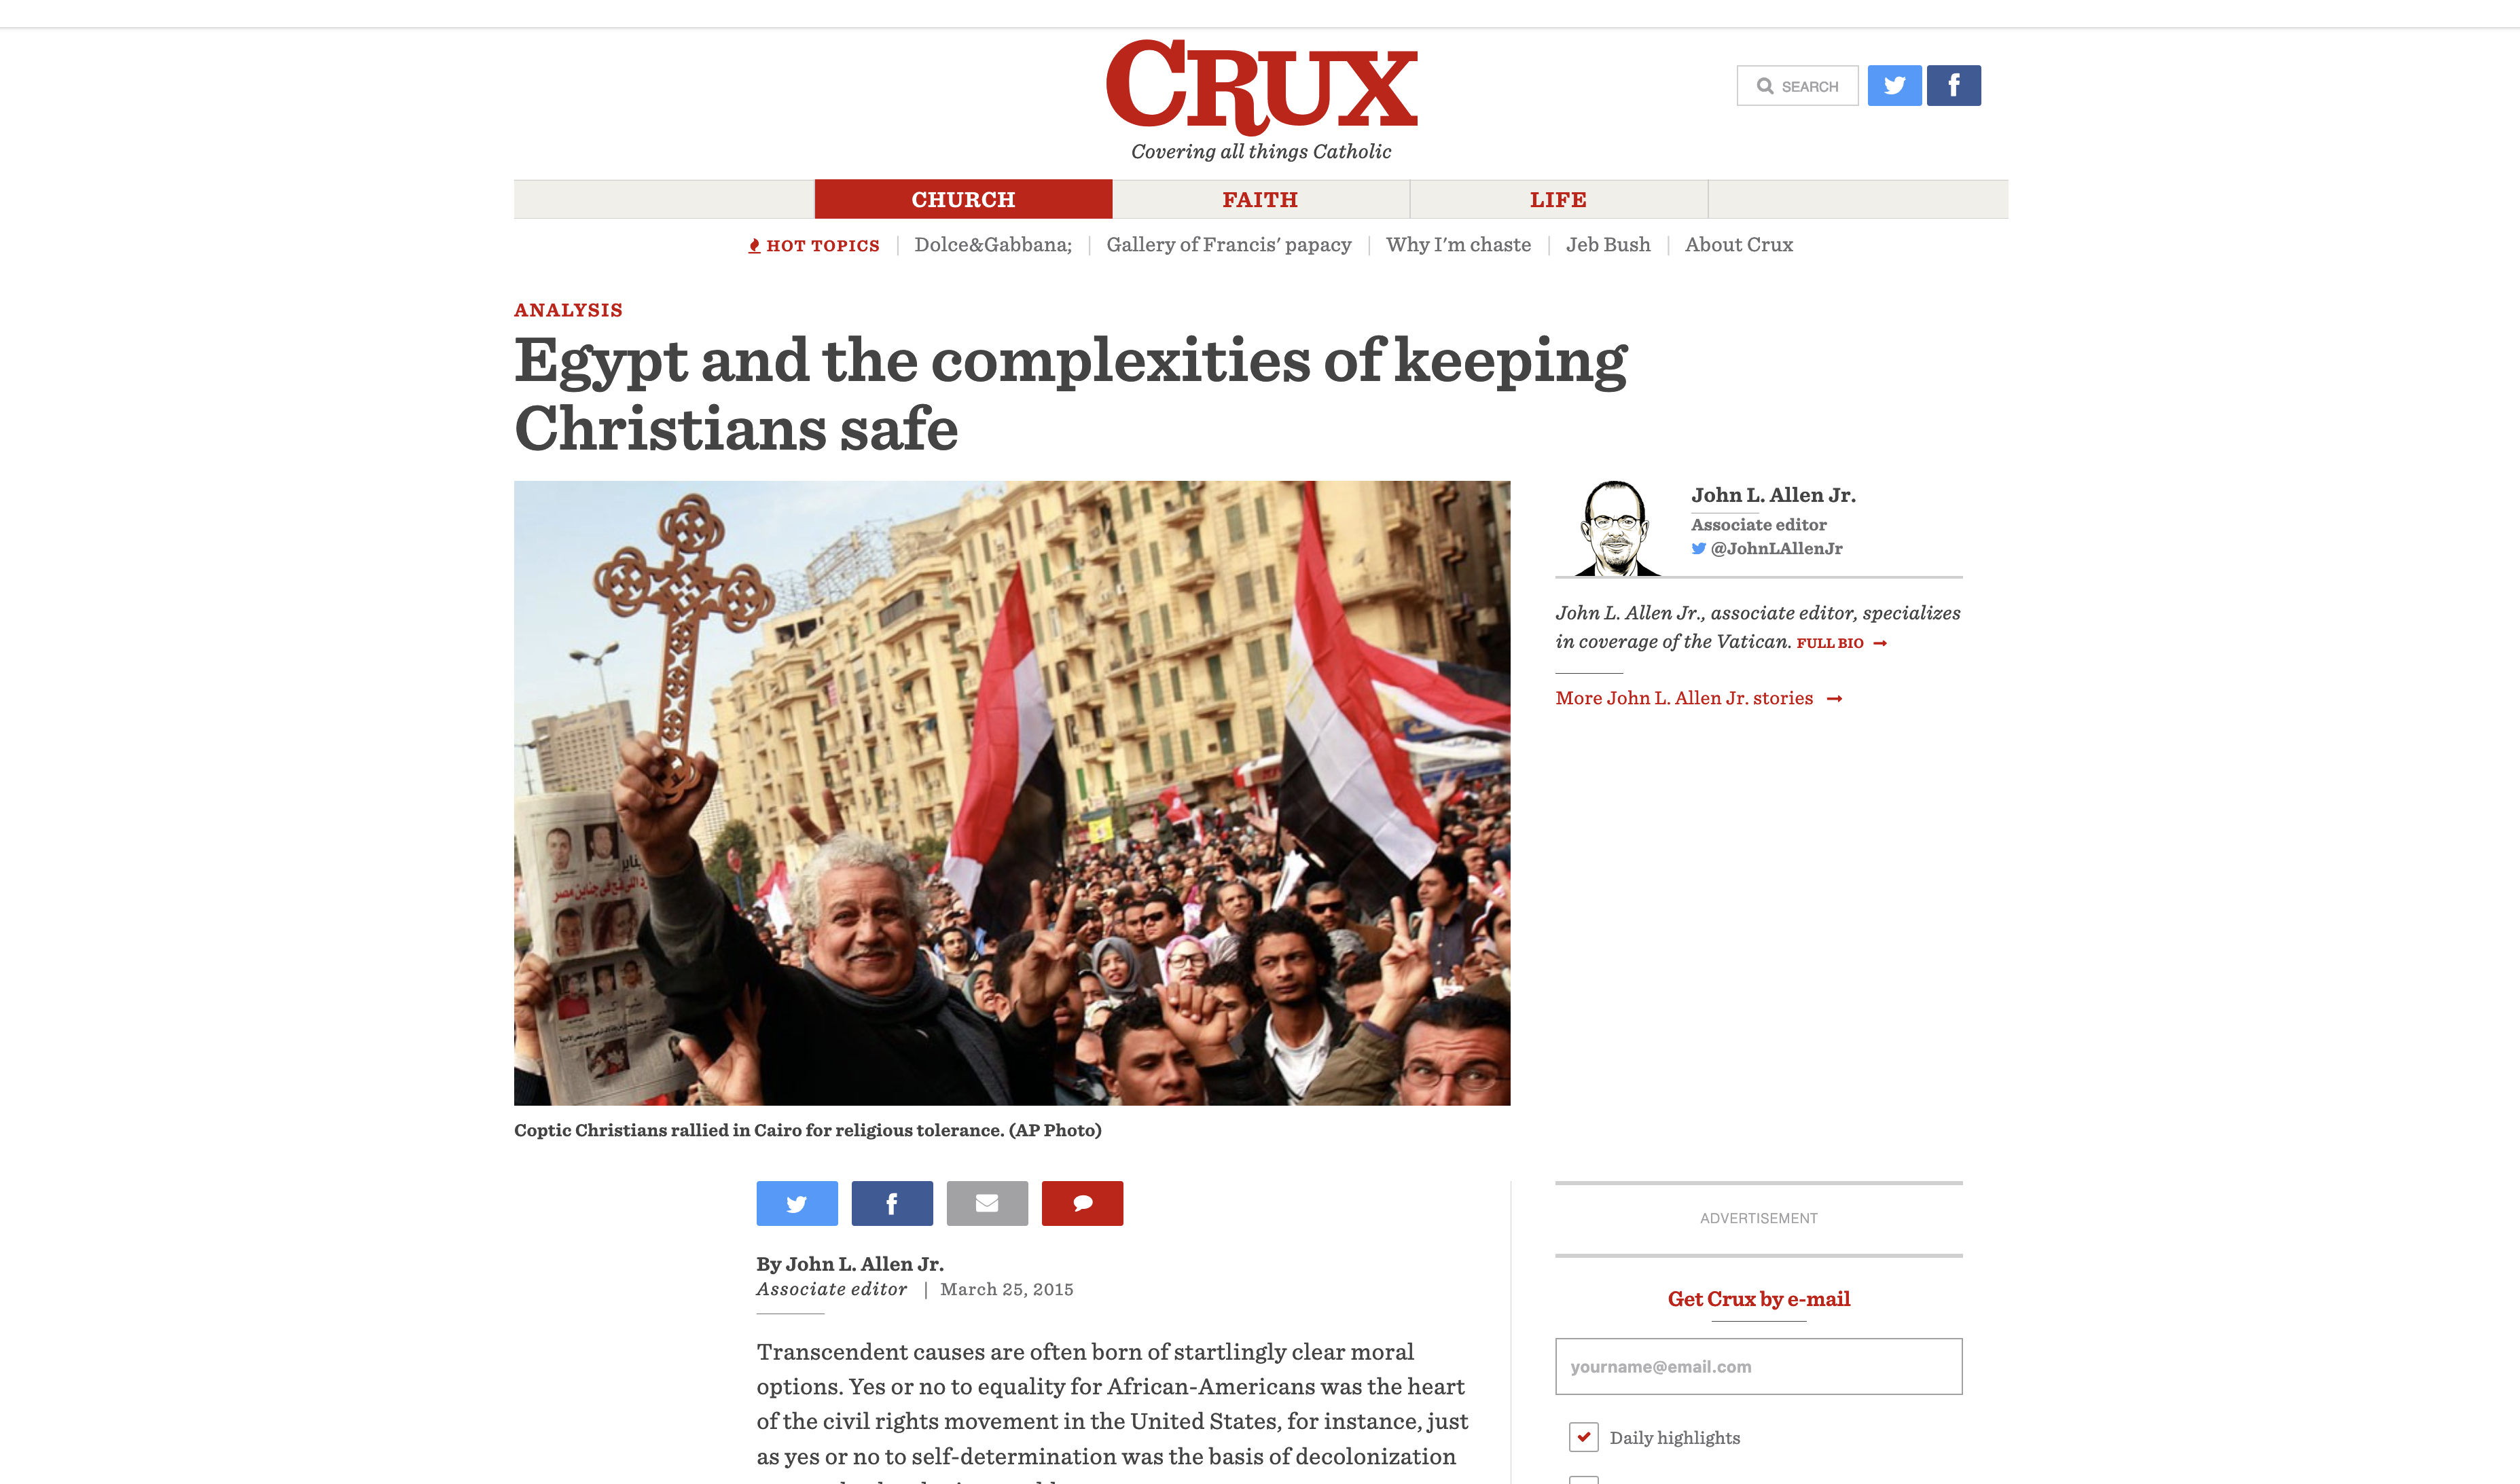 CRUX
Covering all things Catholic
SEARCH
CHURCH
FAITH
LIFE
HOT TOPICS
Dolce&Gabbana;
Gallery of Francis' papacy
Why I'm chaste
Jeb Bush
About Crux
ANALYSIS
Egypt and the complexities of keeping
Christians safe
John L. Allen Jr.
Associate editor
@JohnLAllenJr
John L. Allen Jr., associate editor, specializes
in coverage of the Vatican. FULL BIO
More John L. Allen Jr. stories
Coptic Christians rallied in Cairo for religious tolerance. (AP Photo)
By John L. Allen Jr.
Associate editor | March 25, 2015
Transcendent causes are often born of startlingly clear moral
options. Yes or no to equality for African-Americans was the heart
of the civil rights movement in the United States, for instance, just
as yes or no to self-determination was the basis of decolonization
ADVERTISEMENT
Get Crux by e-mail
yourname@email.com
Daily highlights